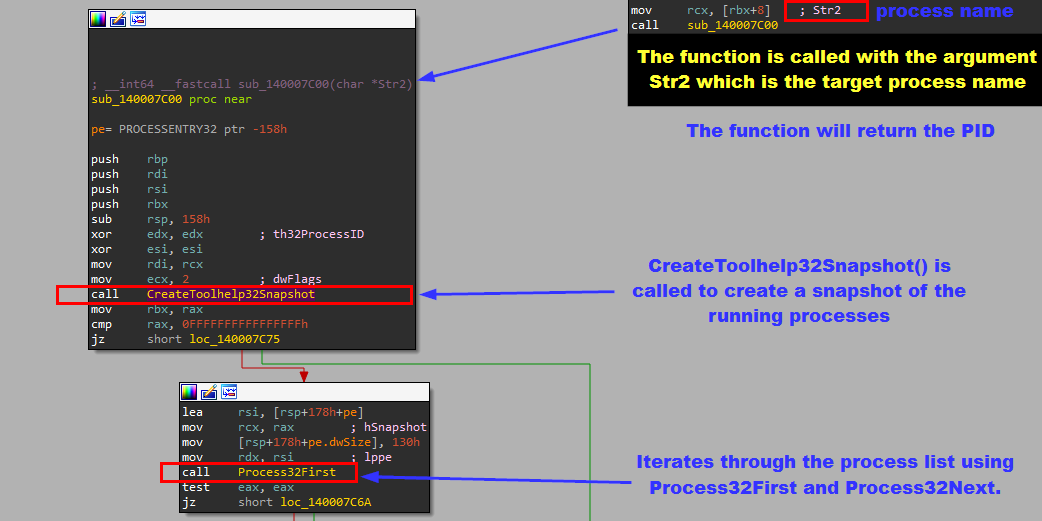 mov rcx, [rbx+8] ; Str2 process name
call sub_140007C00
The function is called with the argument
Str2 which is the target process name
The function will return the PID
; __int64 __fastcall sub_140007C00(char *Str2)
sub_140007C00 proc near
pe= PROCESSENTRY32 ptr -158h
push rbp
push rdi
push rsi
push rbx
sub rsp, 158h
xor edx, edx ; th32ProcessID
xor esi, esi
mov rdi, rcx
mov ecx, 2 ; dwFlags
call CreateToolhelp32Snapshot
mov rbx, rax
cmp rax, 0FFFFFFFFFFFFFFFFh
jz short loc_140007C75
CreateToolhelp32Snapshot() is
called to create a snapshot of the
running processes
lea rsi, [rsp+178h+pe]
mov rcx, rax ; hSnapshot
mov [rsp+178h+pe.dwSize], 130h
mov rdx, rsi ; lppe
call Process32First
test eax, eax
jz short loc_140007C6A
Iterates through the process list using
Process32First and Process32Next.